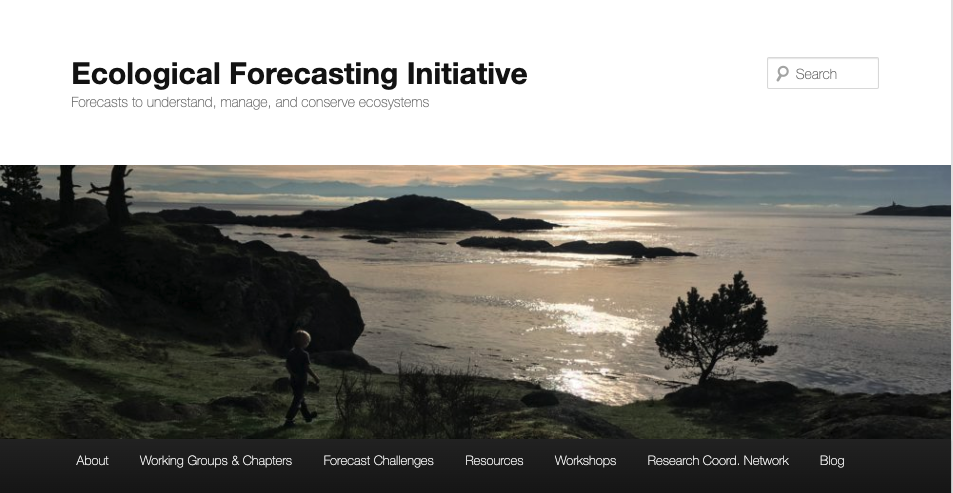 Ecological Forecasting Initiative
Search
Forecasts to understand, manage, and conserve ecosystems
About Working Groups & Chapters Forecast Challenges Resources Workshops Research Coord. Network Blog